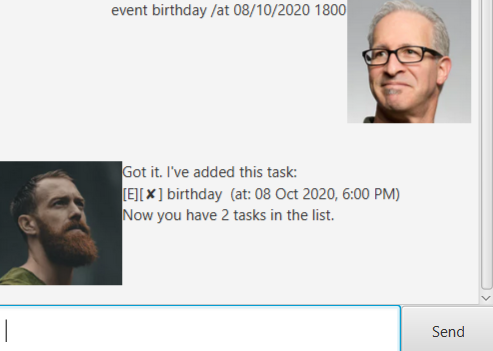 event birthday /at 08/10/2020 1800
Got it. I've added this task:
[E][✘] birthday  (at: 08 Oct 2020, 6:00 PM)
Now you have 2 tasks in the list.
Send